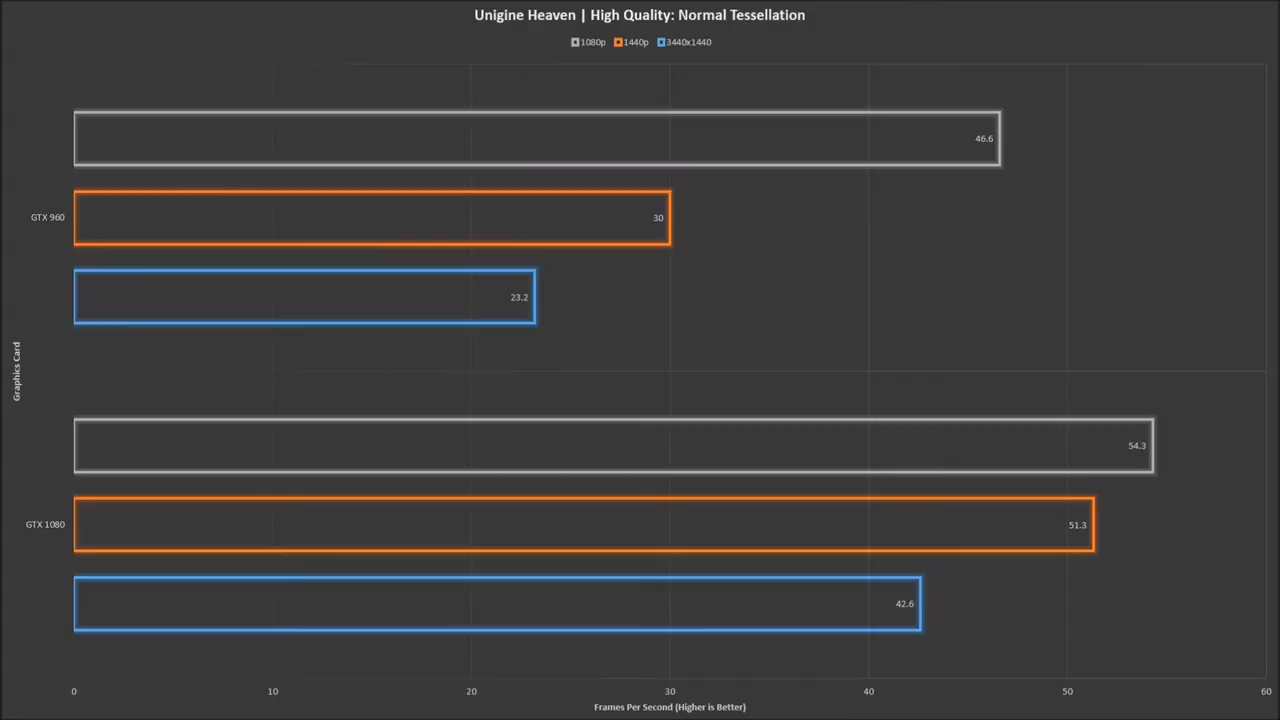 Unigine Heaven | High Quality: Normal Tessellation
1080p 1440p 3440x1440
46.6
GTX 960
30
23.2
Graphics Card
54.3
GTX 1080
51.3
42.6
0 10 20 30 40 50 60
Frames Per Second (Higher is Better)